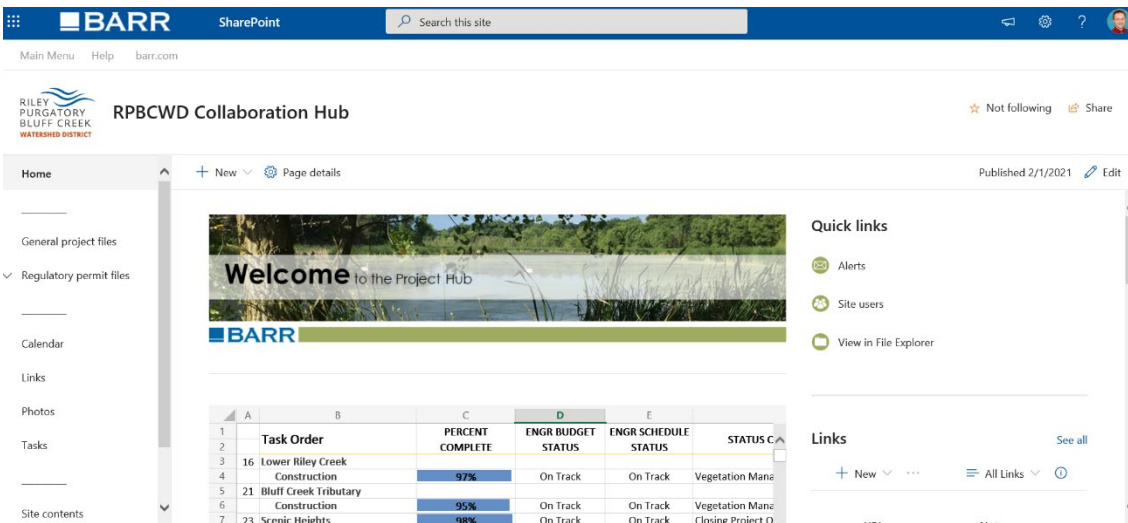 BARR
SharePoint
Search this site
?
Main Menu Help barr.com
RILEY
PURGATORY
BLUFF CREEK
WATERSHED DISTRICT
RPBCWD Collaboration Hub
Not following
Share
Home
General project files
Regulatory permit files
Calendar
Links
Photos
Tasks
Site contents
+ New
Page details
Published 2/1/2021
Edit
Welcome to the Project Hub
BARR
A B C D E
1 PERCENT ENGR BUDGET ENGR SCHEDULE
2 Task Order COMPLETE STATUS STATUS STATUS C
3 16 Lower Riley Creek
4 Construction 97% On Track On Track Vegetation Mana
5 21 Bluff Creek Tributary
6 Construction 95% On Track On Track Vegetation Mana
7 23 Scenic Heights 98% On Track On Track Closing Project O
Quick links
Alerts
Site users
View in File Explorer
Links
See all
+ New ··· All Links